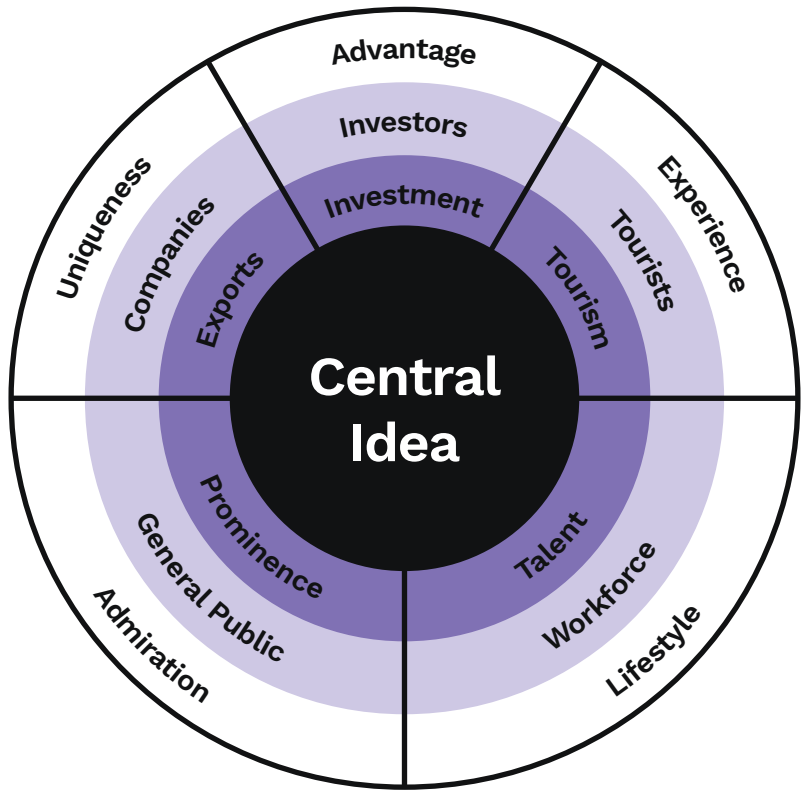 Advantage
Investors
Investment
Uniqueness
Companies
Exports
Experience
Tourists
Tourism
Central
Idea
Prominence
General Public
Admiration
Talent
Workforce
Lifestyle